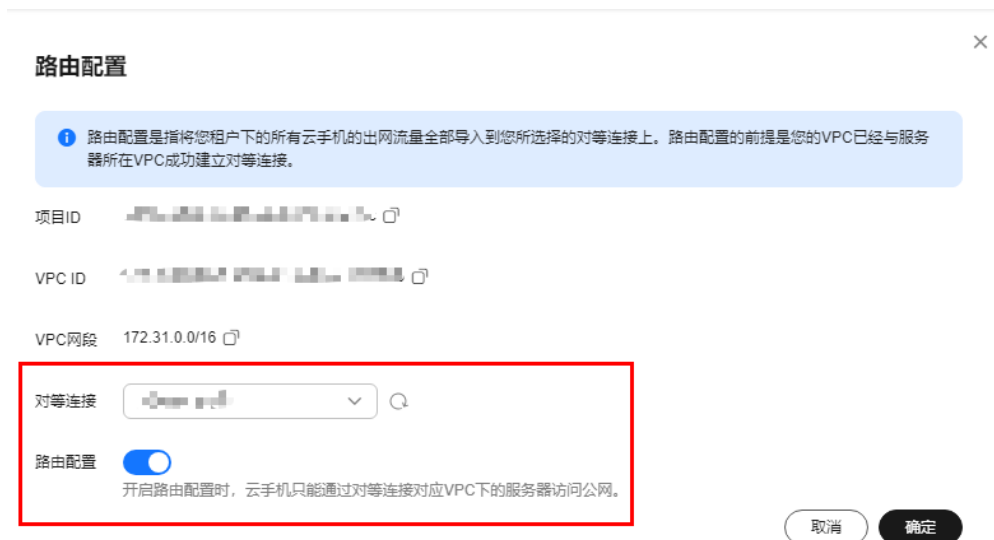 路由配置
路由配置是指将您租户下的所有云手机的出网流量全部导入到您所选择的对等连接上。路由配置的前提是您的VPC已经与服务
器所在VPC成功建立对等连接。
项目ID
VPC ID
VPC网段 172.31.0.0/16
对等连接
路由配置
开启路由配置时，云手机只能通过对等连接对应VPC下的服务器访问公网。
取消 确定